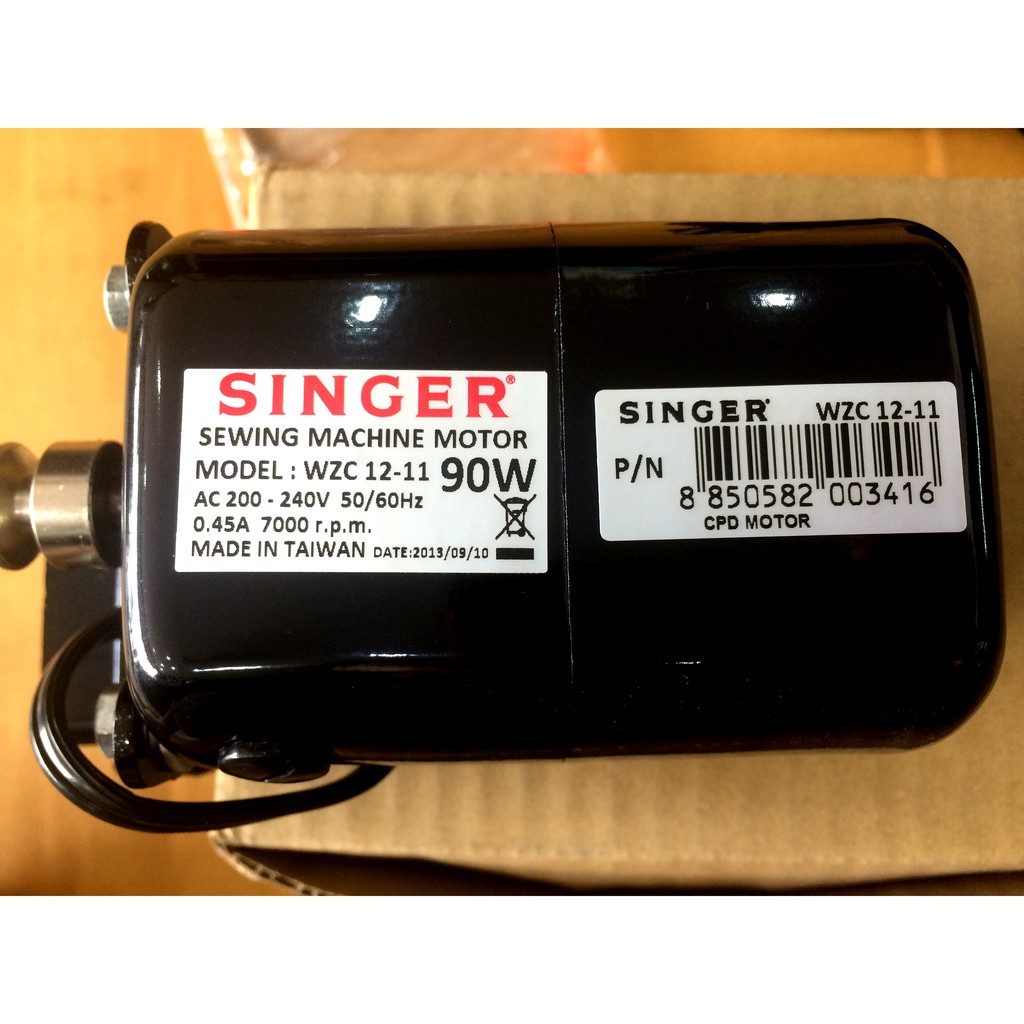 SINGER®
SEWING MACHINE MOTOR
MODEL : WZC 12-11 90W
AC 200 - 240V 50/60Hz
0.45A 7000 r.p.m.
MADE IN TAIWAN DATE:2013/09/10
SINGER® WZC 12-11
P/N
8 850582 003416
CPD MOTOR